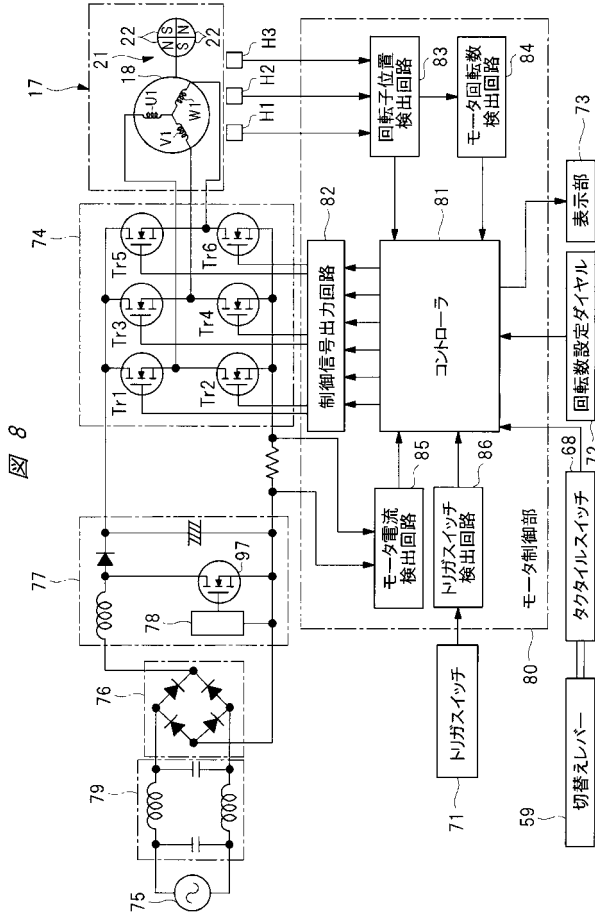 図 8
17
21
18
22
N S
S N
22
U1
V1
W1
H1
H2
H3
74
Tr1
Tr3
Tr5
Tr2
Tr4
Tr6
77
78
97
76
79
75
82
制御信号出力回路
回転子位置
検出回路
83
モータ回転数
検出回路
84
81
コントローラ
85
モータ電流
検出回路
86
トリガスイッチ
検出回路
モータ制御部
80
トリガスイッチ
71
73
表示部
回転数設定ダイヤル
72
68
タクタイルスイッチ
切替えレバー
59